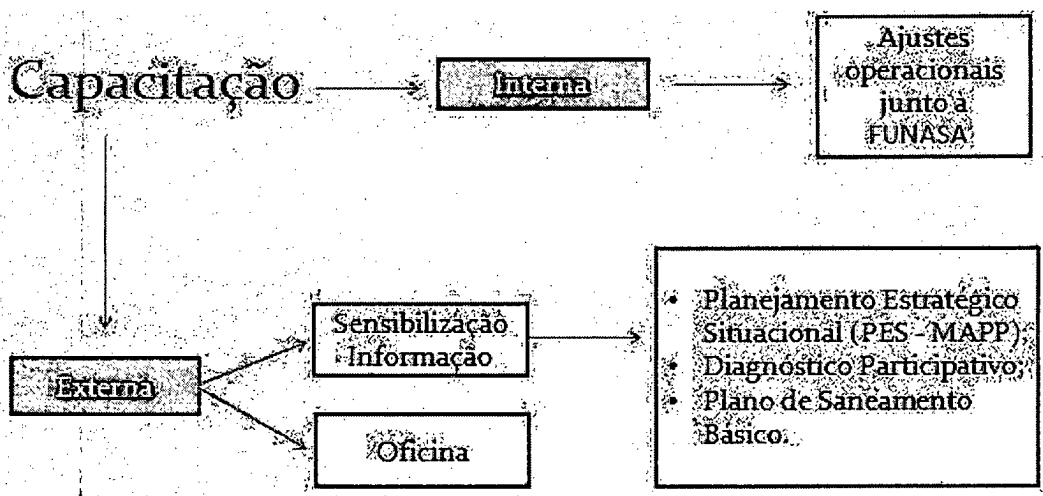 Capacitação
Interna
Ajustes
operacionais
junto à
FUNASA
Externa
Sensibilização
Informação
Oficina
• Planejamento Estratégico
Situacional (PES - MAPP);
• Diagnóstico Participativo;
• Plano de Saneamento
Básico.